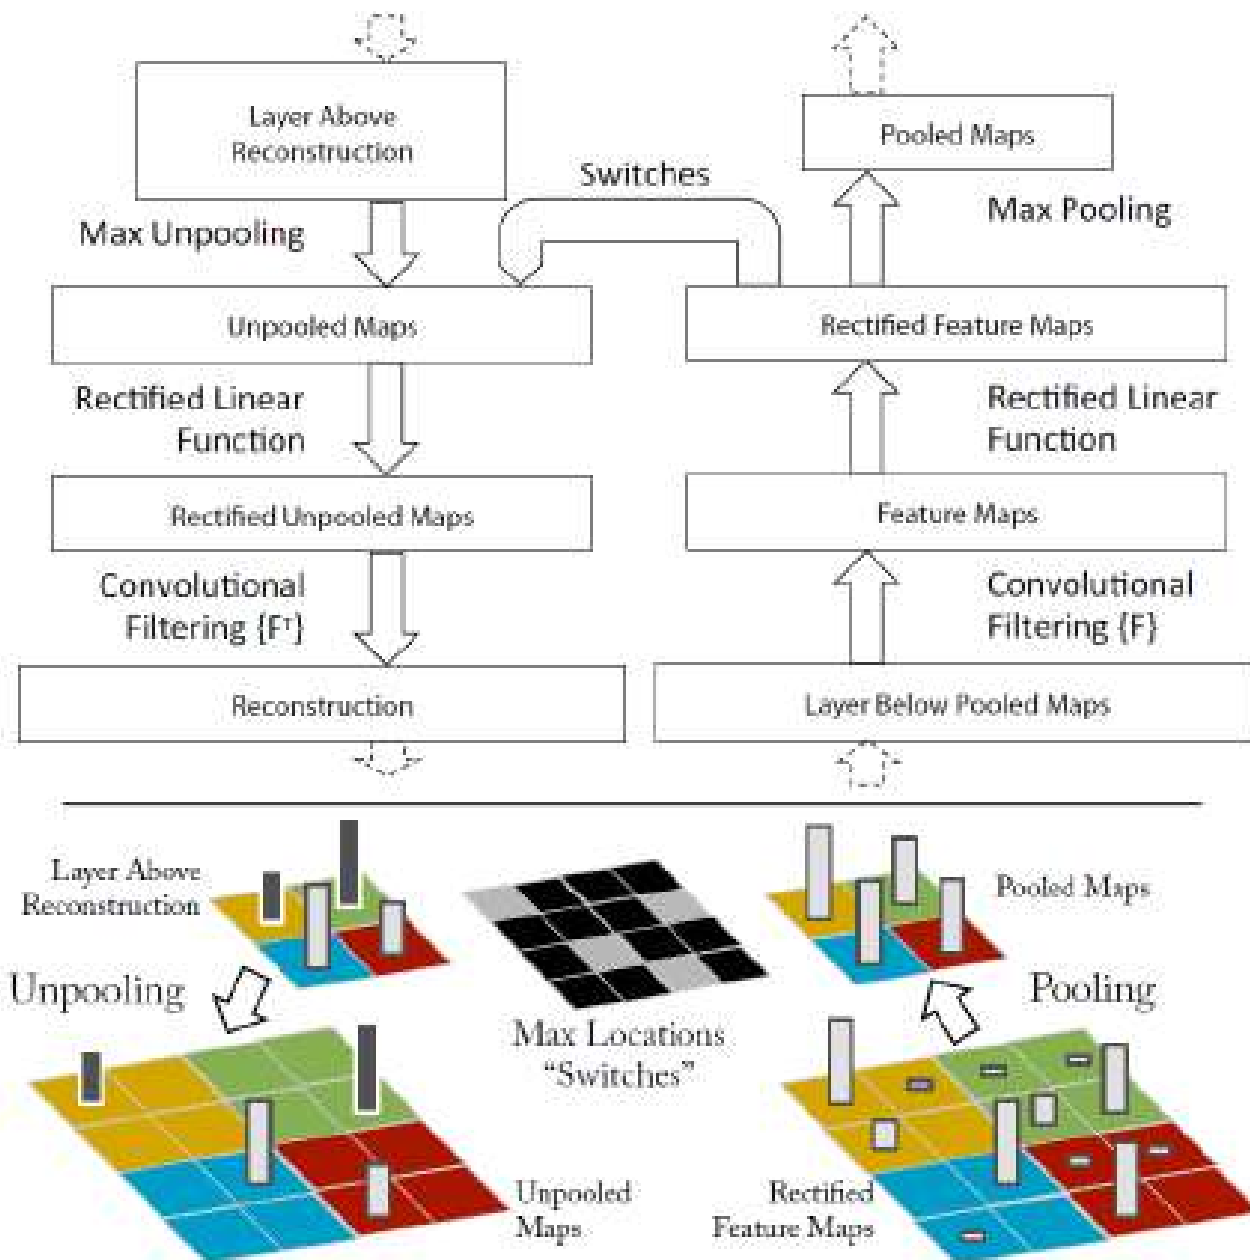 Layer Above
Reconstruction
Pooled Maps
Switches
Max Unpooling
Max Pooling
Unpooled Maps
Rectified Feature Maps
Rectified Linear
Function
Rectified Linear
Function
Rectified Unpooled Maps
Feature Maps
Convolutional
Filtering {Fᵀ}
Convolutional
Filtering {F}
Reconstruction
Layer Below Pooled Maps
Layer Above
Reconstruction
Pooled Maps
Unpooling
Pooling
Max Locations
“Switches”
Unpooled
Maps
Rectified
Feature Maps